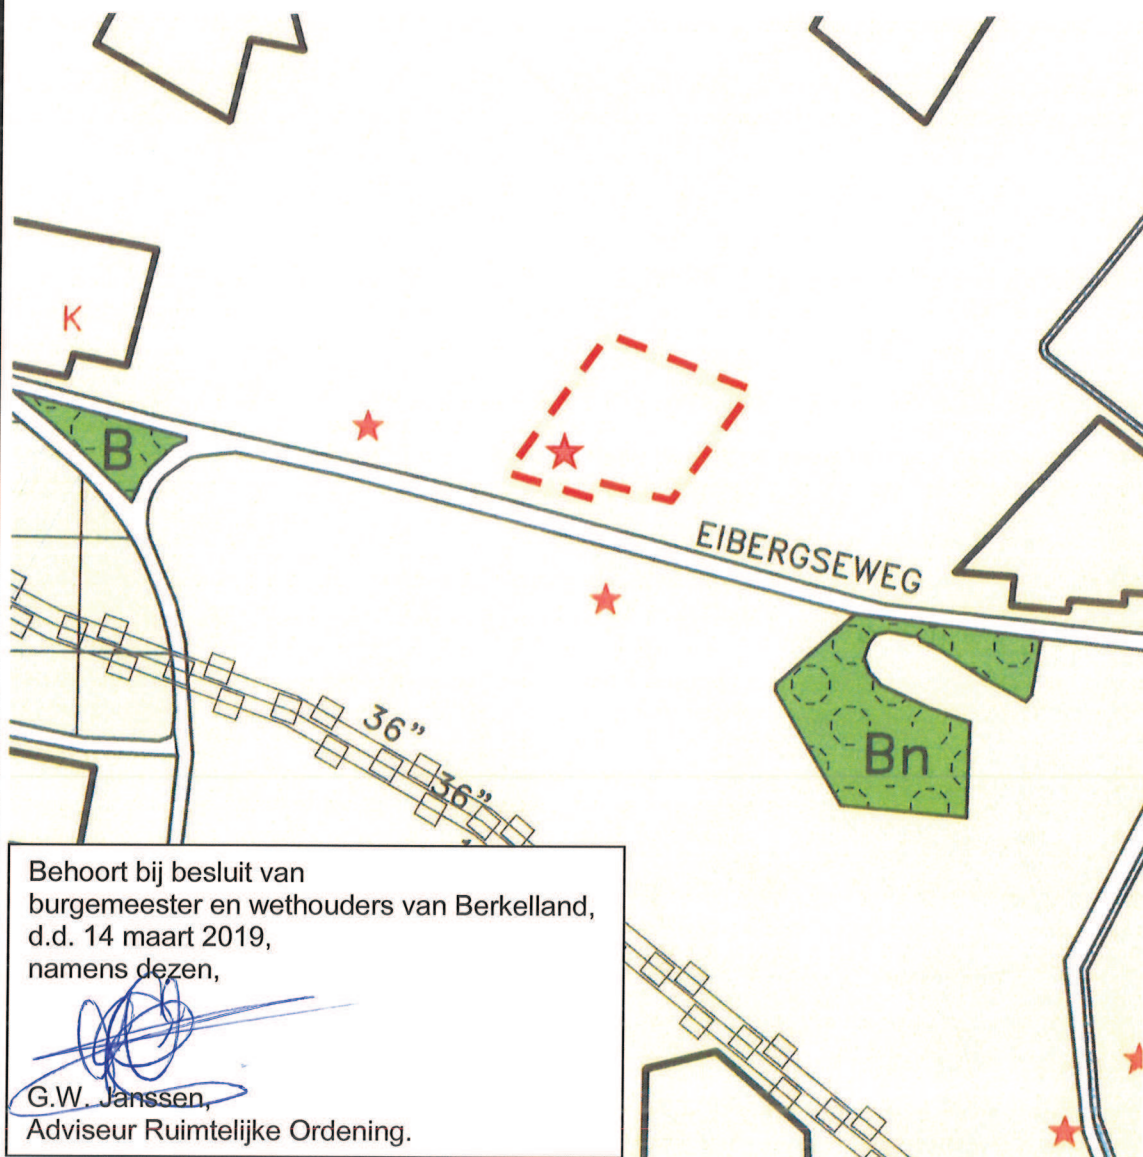 K
B
EIBERGSEWEG
36”
36”
Bn
Behoort bij besluit van
burgemeester en wethouders van Berkelland,
d.d. 14 maart 2019,
namens dezen,
G.W. Janssen,
Adviseur Ruimtelijke Ordening.